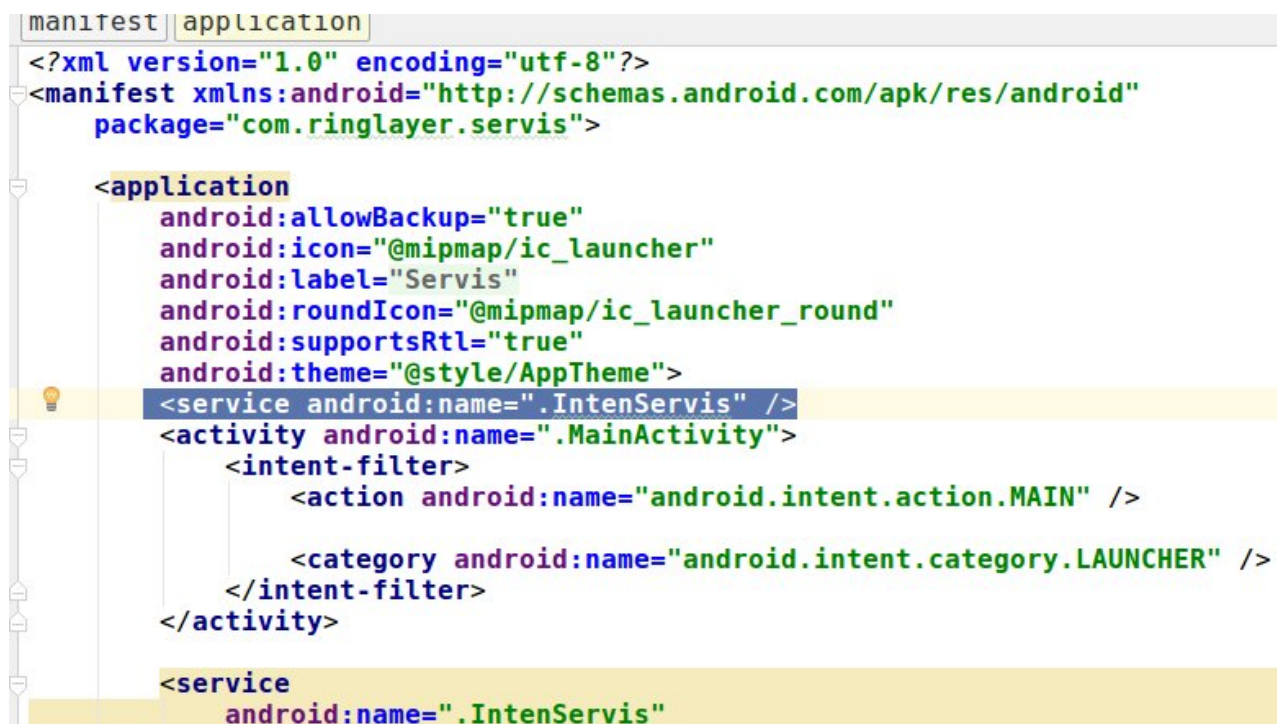 manifest application
<?xml version="1.0" encoding="utf-8"?>
<manifest xmlns:android="http://schemas.android.com/apk/res/android"
    package="com.ringlayer.servis">

    <application
        android:allowBackup="true"
        android:icon="@mipmap/ic_launcher"
        android:label="Servis"
        android:roundIcon="@mipmap/ic_launcher_round"
        android:supportsRtl="true"
        android:theme="@style/AppTheme">
        <service android:name=".IntenServis" />
        <activity android:name=".MainActivity">
            <intent-filter>
                <action android:name="android.intent.action.MAIN" />

                <category android:name="android.intent.category.LAUNCHER" />
            </intent-filter>
        </activity>

        <service
            android:name=".IntenServis"